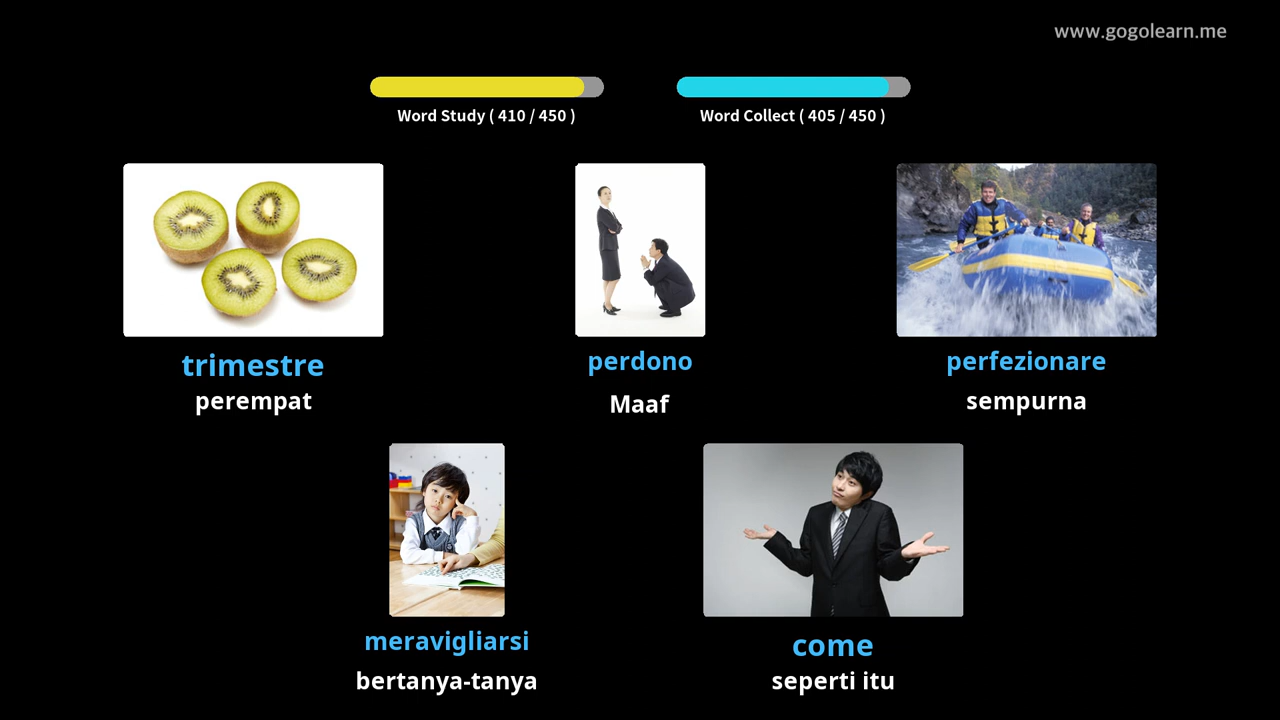 www.gogolearn.me
Word Study ( 410 / 450 )
Word Collect ( 405 / 450 )
trimestre
perempat
perdono
Maaf
perfezionare
sempurna
meravigliarsi
bertanya-tanya
come
seperti itu